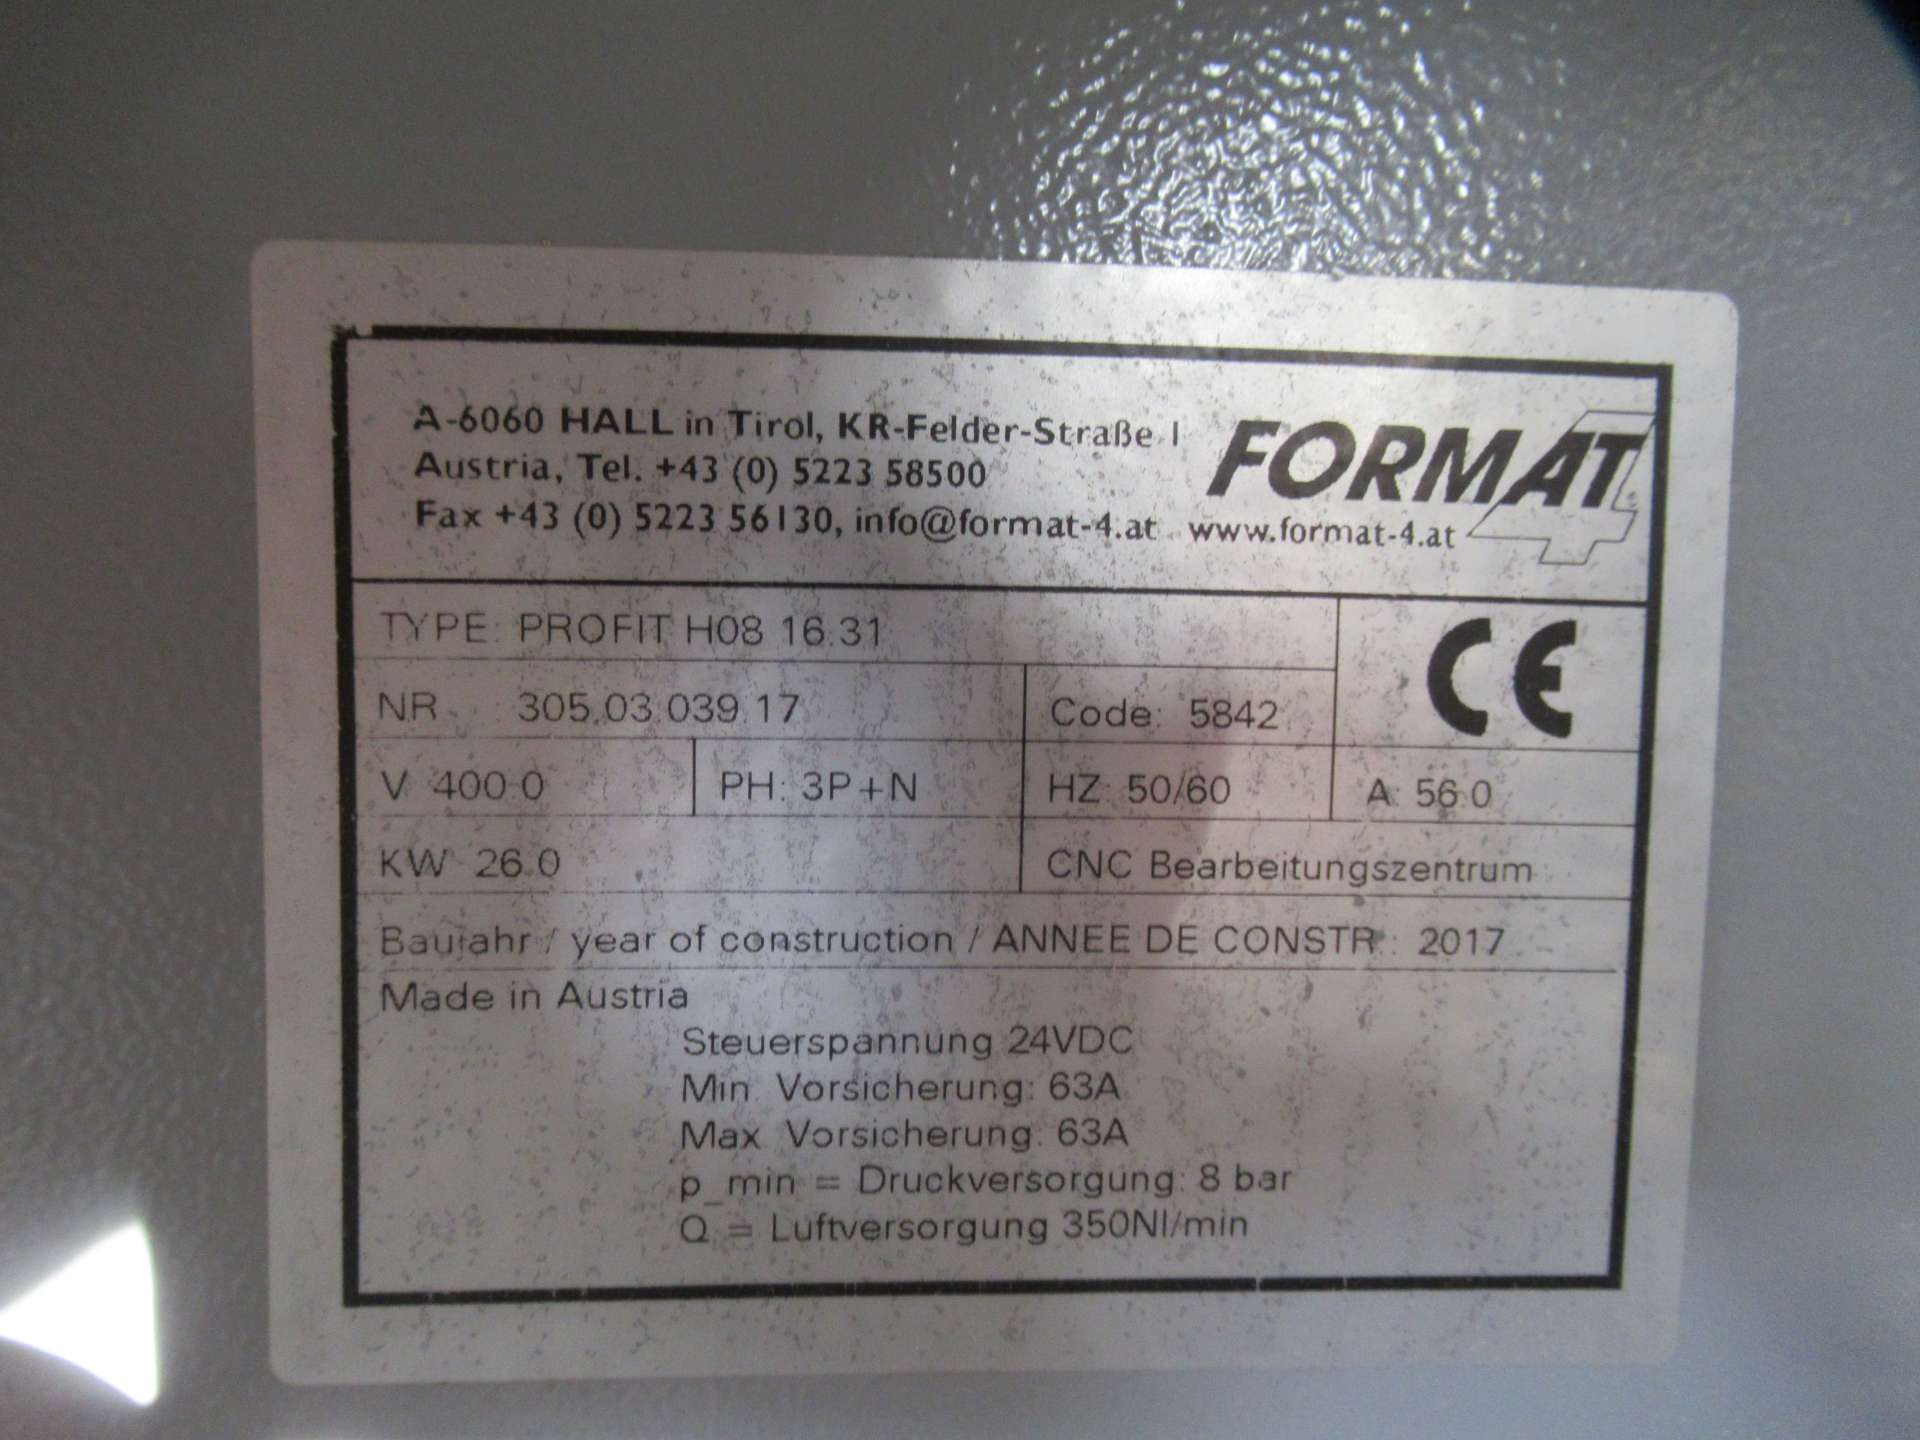 A-6060 HALL in Tirol, KR-Felder-Straße 1
Austria, Tel. +43 (0) 5223 58500
Fax +43 (0) 5223 56130, info@format-4.at www.format-4.at
FORMAT 4
TYPE: PROFIT H08 16.31
NR 305.03.039.17 Code: 5842
CE
V 400.0 PH: 3P+N HZ: 50/60 A: 56.0
KW 26.0 CNC Bearbeitungszentrum
Baujahr / year of construction / ANNEE DE CONSTR.: 2017
Made in Austria
Steuerspannung 24VDC
Min. Vorsicherung: 63A
Max. Vorsicherung: 63A
p_min = Druckversorgung: 8 bar
Q = Luftversorgung 350Nl/min